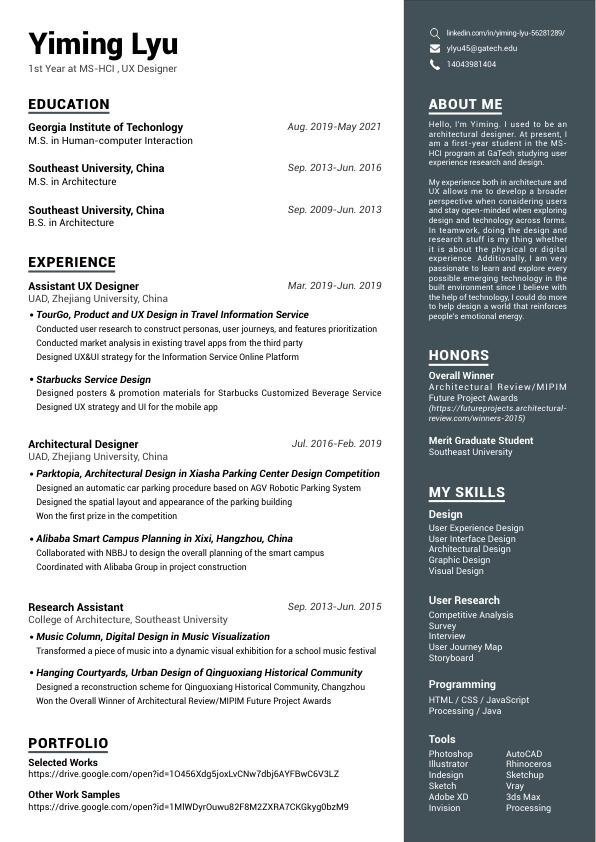 Yiming Lyu
1st Year at MS-HCI , UX Designer
EDUCATION
Georgia Institute of Techonlogy
Aug. 2019-May 2021
M.S. in Human-computer Interaction
Southeast University, China
Sep. 2013-Jun. 2016
M.S. in Architecture
Southeast University, China
Sep. 2009-Jun. 2013
B.S. in Architecture
EXPERIENCE
Assistant UX Designer
Mar. 2019-Jun. 2019
UAD, Zhejiang University, China
• TourGo, Product and UX Design in Travel Information Service
Conducted user research to construct personas, user journeys, and features prioritization
Conducted market analysis in existing travel apps from the third party
Designed UX&UI strategy for the Information Service Online Platform
• Starbucks Service Design
Designed posters & promotion materials for Starbucks Customized Beverage Service
Designed UX strategy and UI for the mobile app
Architectural Designer
Jul. 2016-Feb. 2019
UAD, Zhejiang University, China
• Parktopia, Architectural Design in Xiasha Parking Center Design Competition
Designed an automatic car parking procedure based on AGV Robotic Parking System
Designed the spatial layout and appearance of the parking building
Won the first prize in the competition
• Alibaba Smart Campus Planning in Xixi, Hangzhou, China
Collaborated with NBBJ to design the overall planning of the smart campus
Coordinated with Alibaba Group in project construction
Research Assistant
Sep. 2013-Jun. 2015
College of Architecture, Southeast University
• Music Column, Digital Design in Music Visualization
Transformed a piece of music into a dynamic visual exhibition for a school music festival
• Hanging Courtyards, Urban Design of Qinguoxiang Historical Community
Designed a reconstruction scheme for Qinguoxiang Historical Community, Changzhou
Won the Overall Winner of Architectural Review/MIPIM Future Project Awards
PORTFOLIO
Selected Works
https://drive.google.com/open?id=1O456Xdg5joxLvCNw7dbj6AYFBwC6V3LZ
Other Work Samples
https://drive.google.com/open?id=1MlWDyrOuwu82F8M2ZXRA7CKGkyg0bzM9
linkedin.com/in/yiming-lyu-56281289/
ylyu45@gatech.edu
14043981404
ABOUT ME
Hello, I'm Yiming. I used to be an
architectural designer. At present, I
am a first-year student in the MS-
HCI program at GaTech studying user
experience research and design.
My experience both in architecture and
UX allows me to develop a broader
perspective when considering users
and stay open-minded when exploring
design and technology across forms.
In teamwork, doing the design and
research stuff is my thing whether
it is about the physical or digital
experience. Additionally, I am very
passionate to learn and explore every
possible emerging technology in the
built environment since I believe with
the help of technology, I could do more
to help design a world that reinforces
people's emotional energy.
HONORS
Overall Winner
Architectural Review/MIPIM
Future Project Awards
(https://futureprojects.architectural-
review.com/winners-2015)
Merit Graduate Student
Southeast University
MY SKILLS
Design
User Experience Design
User Interface Design
Architectural Design
Graphic Design
Visual Design
User Research
Competitive Analysis
Survey
Interview
User Journey Map
Storyboard
Programming
HTML / CSS / JavaScript
Processing / Java
Tools
Photoshop
Illustrator
Indesign
Sketch
Adobe XD
Invision
AutoCAD
Rhinoceros
Sketchup
Vray
3ds Max
Processing